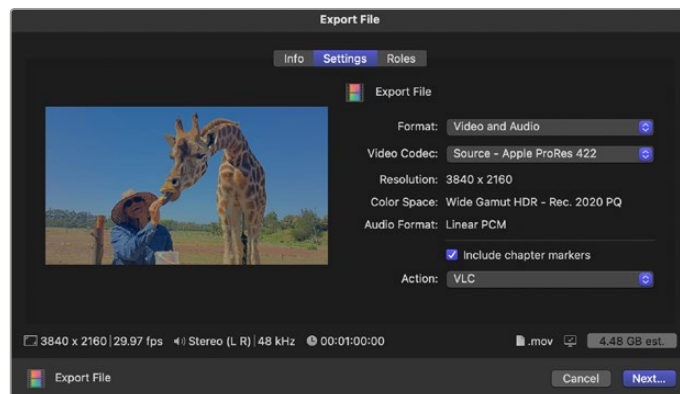 Export File
Info Settings Roles
Export File
Format: Video and Audio
Video Codec: Source - Apple ProRes 422
Resolution: 3840 x 2160
Color Space: Wide Gamut HDR - Rec. 2020 PQ
Audio Format: Linear PCM
Include chapter markers
Action: VLC
3840 x 2160 | 29.97 fps Stereo (L R) | 48 kHz 00:01:00:00 .mov 4.48 GB est.
Export File Cancel Next...